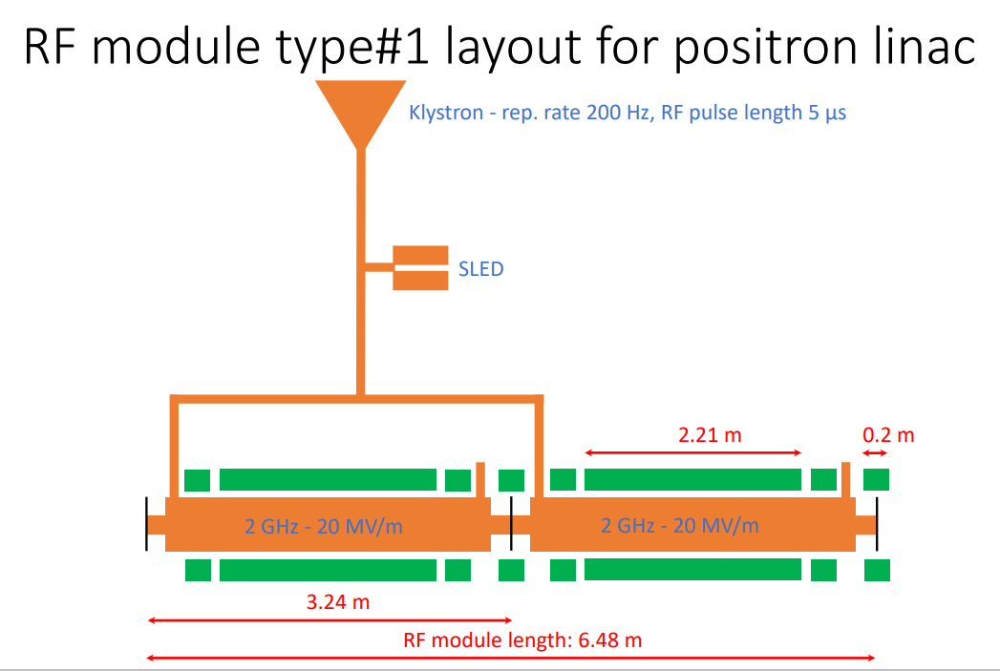 RF module type#1 layout for positron linac
Klystron - rep. rate 200 Hz, RF pulse length 5 µs
SLED
2.21 m
0.2 m
2 GHz - 20 MV/m
2 GHz - 20 MV/m
3.24 m
RF module length: 6.48 m